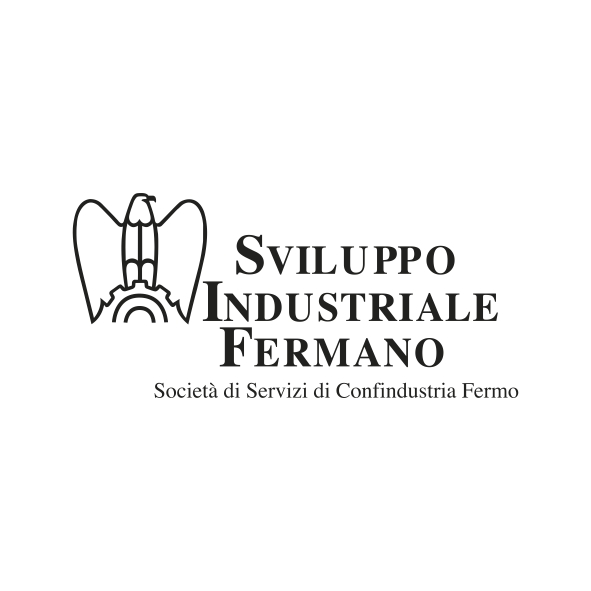 Sviluppo
Industriale
Fermano
Società di Servizi di Confindustria Fermo